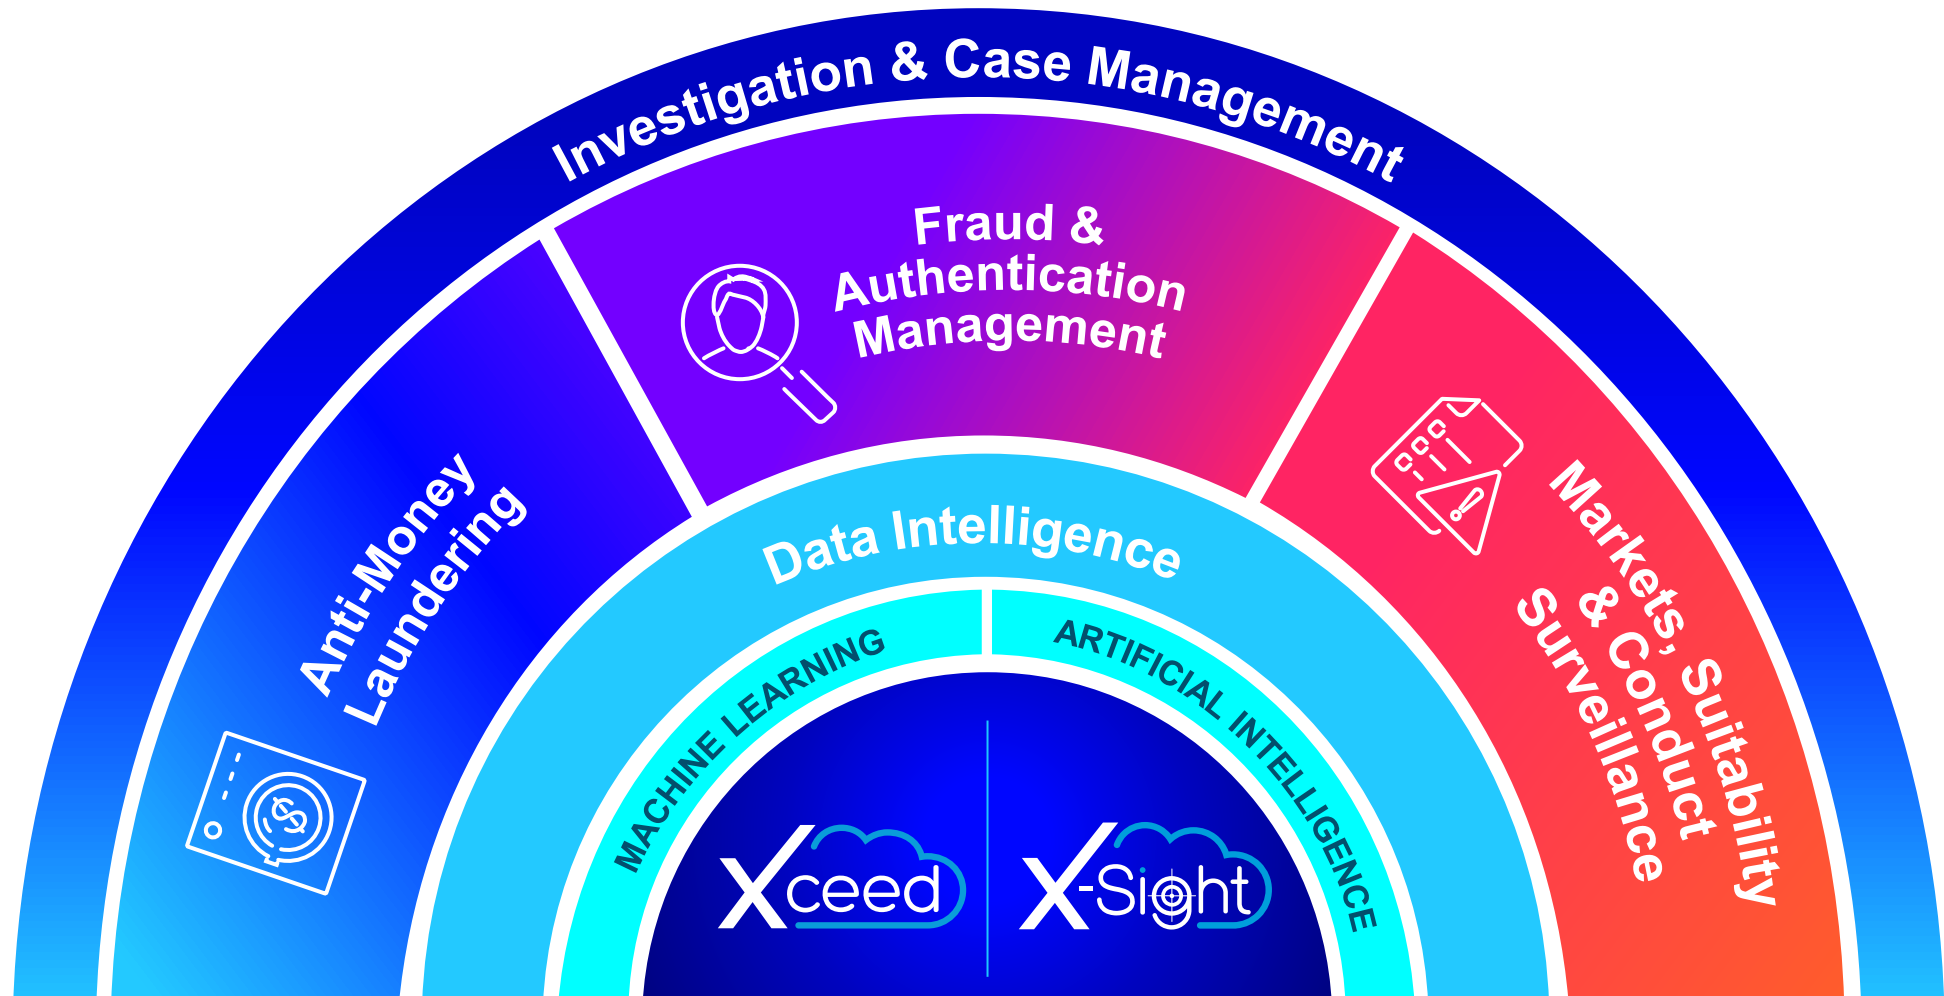 Investigation & Case Management
Fraud &
Authentication
Management
Anti-Money
Laundering
Markets, Suitability
& Conduct
Surveillance
Data Intelligence
MACHINE LEARNING
ARTIFICIAL INTELLIGENCE
Xceed
X-Sight